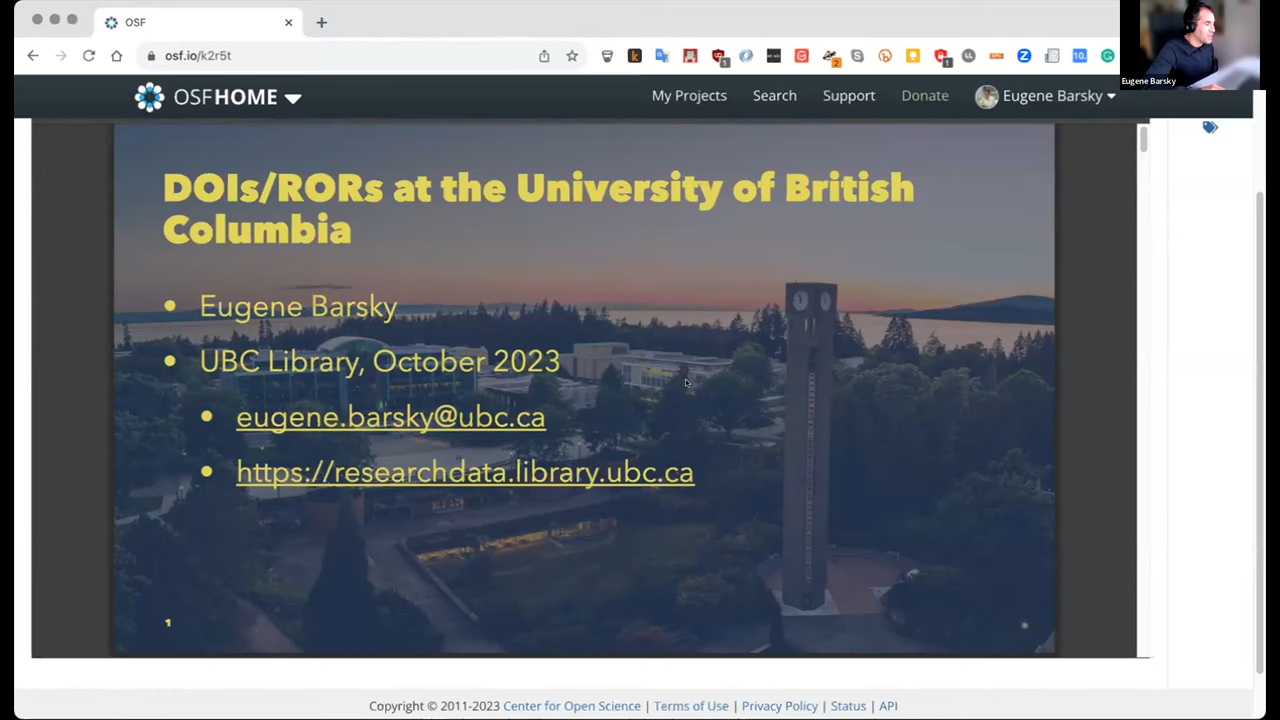 OSF
osf.io/k2r5t
Eugene Barsky
OSFHOME
My Projects
Search
Support
Donate
Eugene Barsky
DOIs/RORs at the University of British
Columbia
• Eugene Barsky
• UBC Library, October 2023
• eugene.barsky@ubc.ca
• https://researchdata.library.ubc.ca
1
Copyright © 2011-2023 Center for Open Science | Terms of Use | Privacy Policy | Status | API